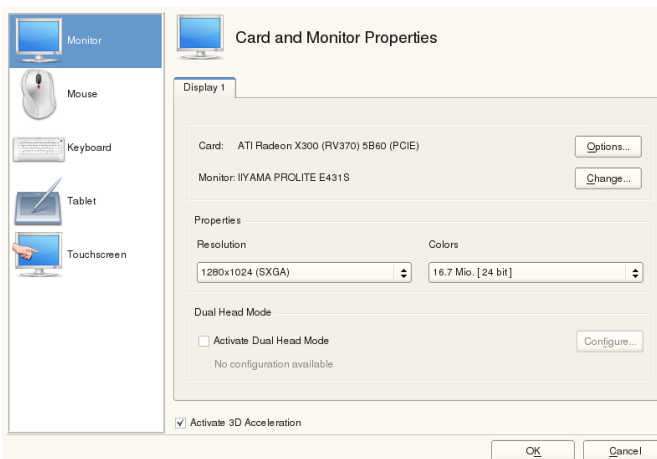 Monitor
Mouse
Keyboard
Tablet
Touchscreen
Card and Monitor Properties
Display 1
Card: ATI Radeon X300 (RV370) 5B60 (PCIE)
Options...
Monitor: IIYAMA PROLITE E431S
Change...
Properties
Resolution Colors
1280x1024 (SXGA) 16.7 Mio. [ 24 bit ]
Dual Head Mode
Activate Dual Head Mode
Configure...
No configuration available
Activate 3D Acceleration
OK Cancel